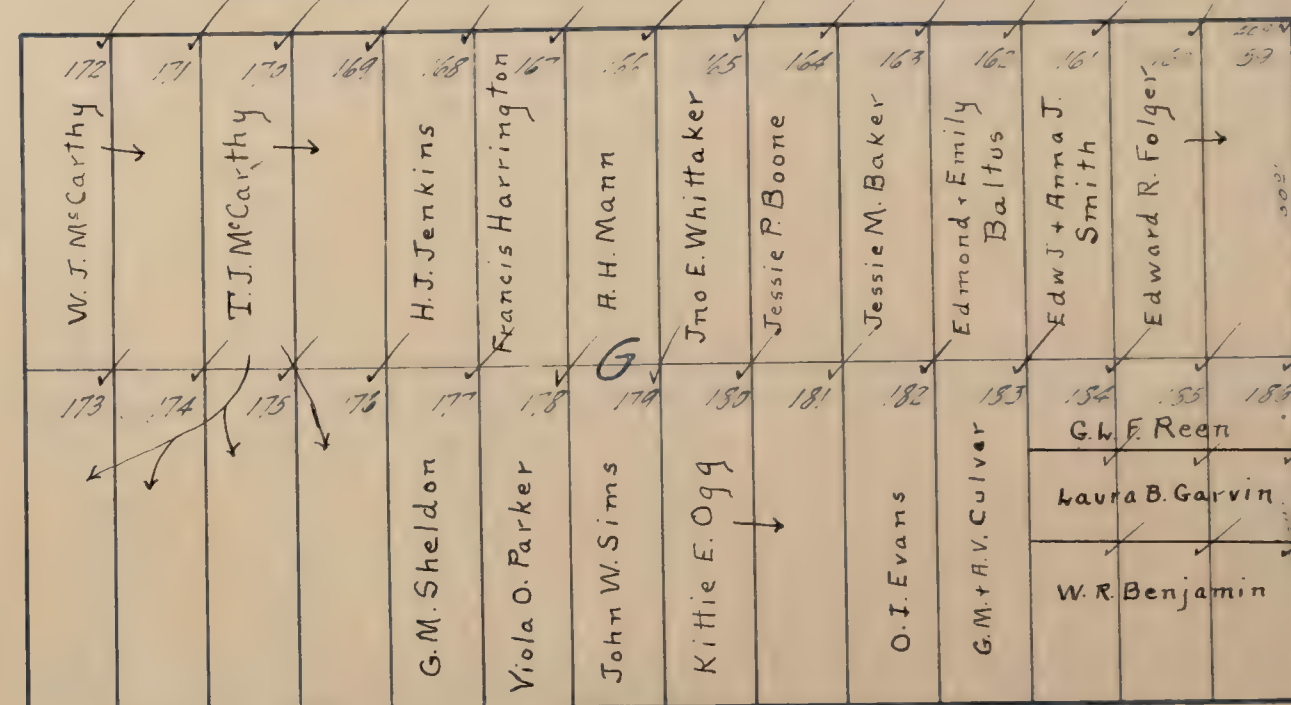 172 171 170 169 168 167 166 165 164 163 162 161 59
W. J. McCarthy
T. J. McCarthy
H. J. Jenkins
Francis Harrington
A. H. Mann
Jno E. Whittaker
Jessie P. Boone
Jessie M. Baker
Edmond + Emily
Baltus
Edw J + Anna J.
Smith
Edward R. Folger
G
173 174 175 176 177 178 179 180 181 182 183 184 185 186
G. M. Sheldon
Viola O. Parker
John W. Sims
Kittie E. Ogg
O. I. Evans
G. M. + A. V. Culver
G. L. F. Reen
Laura B. Garvin
W. R. Benjamin